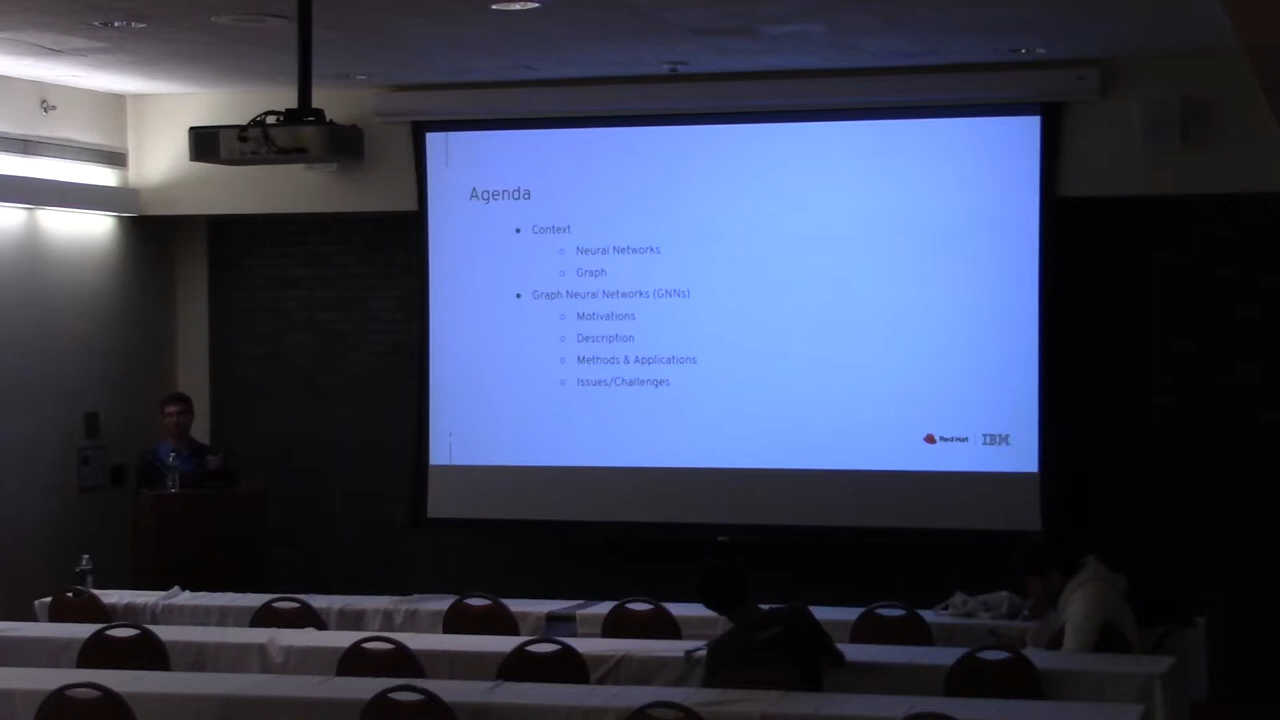 Agenda
● Context
○ Neural Networks
○ Graph
● Graph Neural Networks (GNNs)
○ Motivations
○ Description
○ Methods & Applications
○ Issues/Challenges
Red Hat IBM